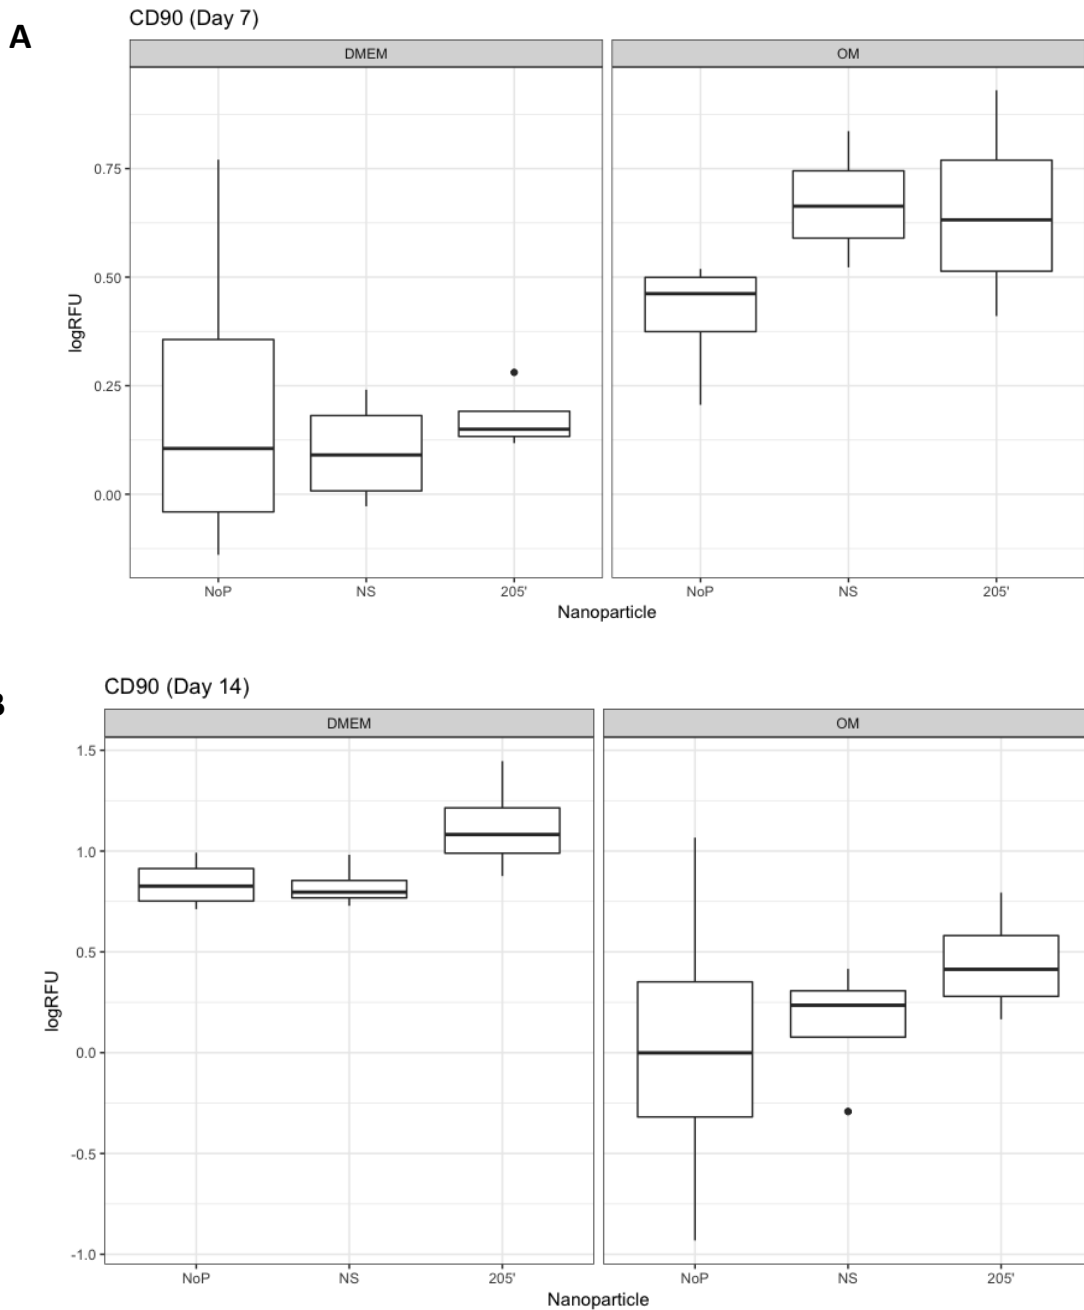 A
CD90 (Day 7)
DMEM
OM
0.75
0.50
0.25
0.00
logRFU
NoP
NS
205'
NoP
NS
205'
Nanoparticle
CD90 (Day 14)
DMEM
OM
1.5
1.0
0.5
0.0
-0.5
-1.0
logRFU
NoP
NS
205'
NoP
NS
205'
Nanoparticle